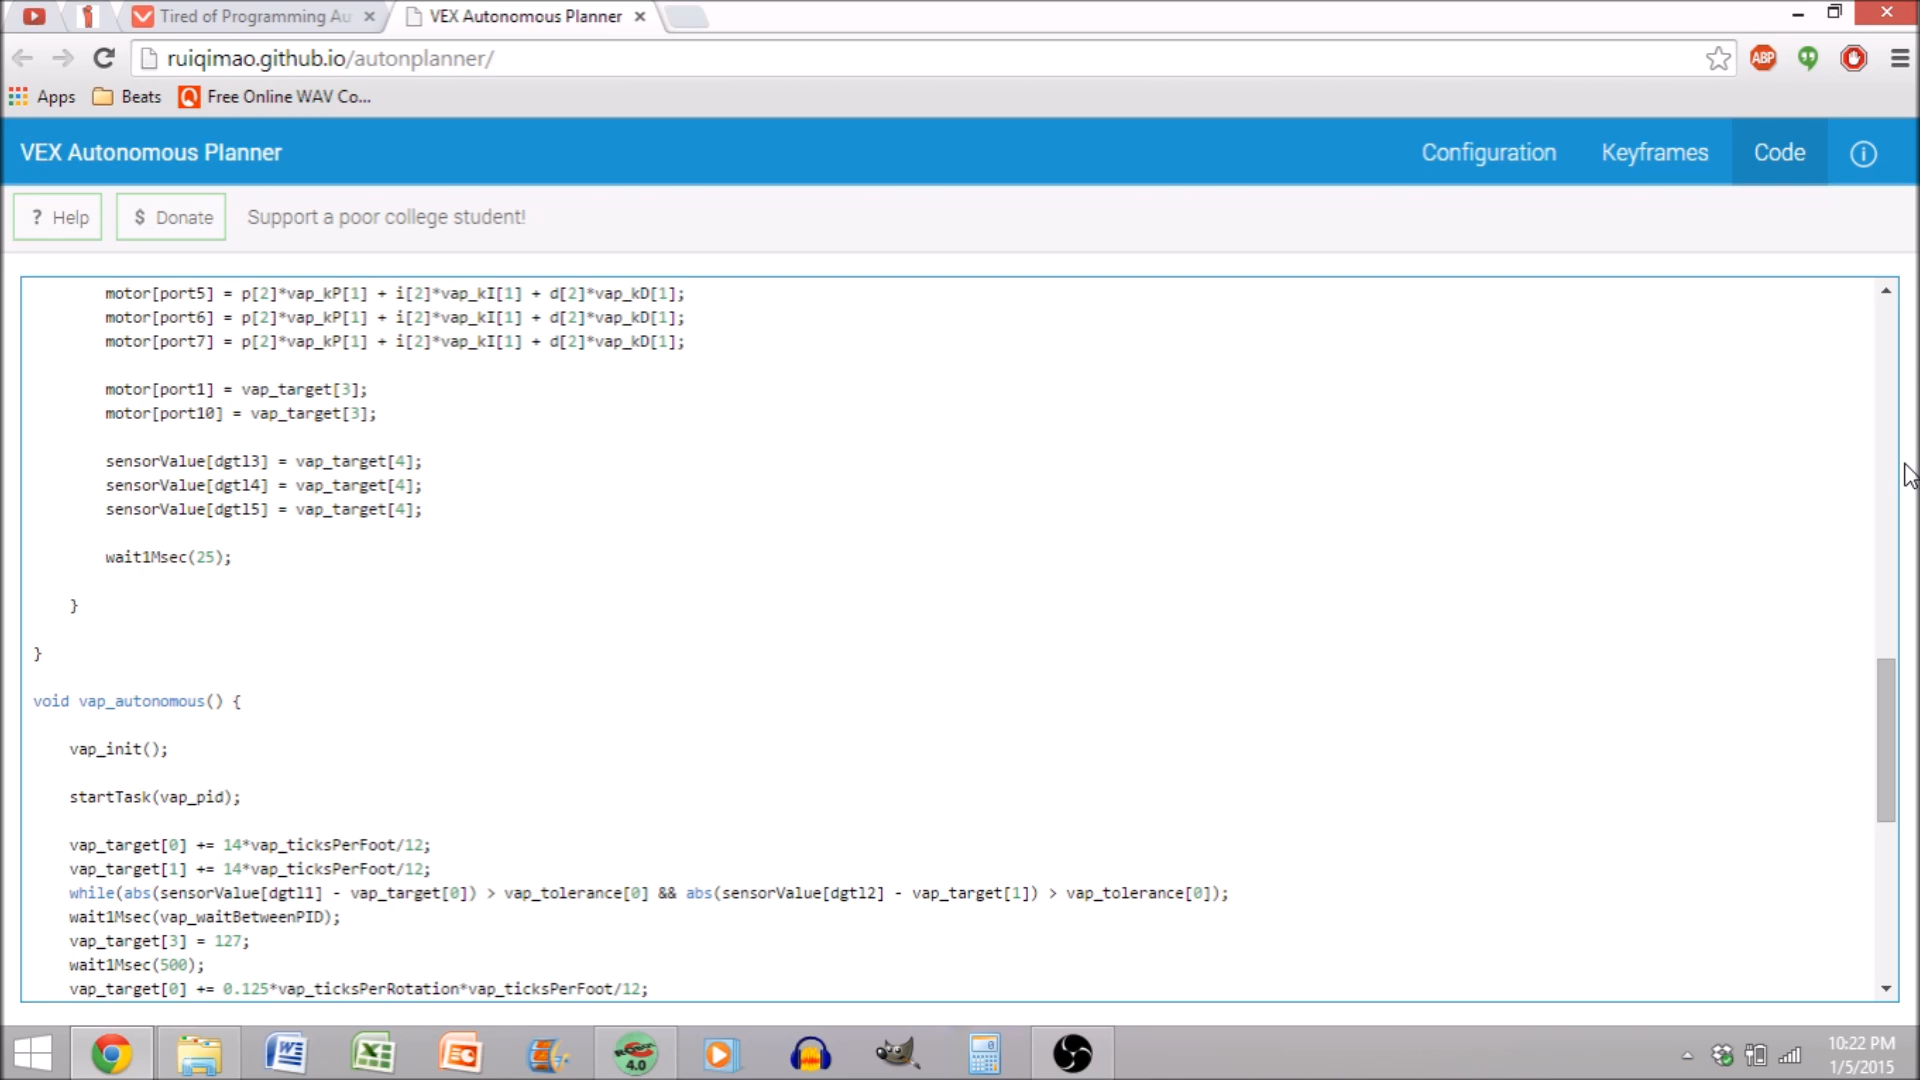 Tired of Programming Au
VEX Autonomous Planner
ruiqimao.github.io/autonplanner/
ABP
Apps
Beats
Free Online WAV Co...
VEX Autonomous Planner
Configuration
Keyframes
Code
? Help
$ Donate
Support a poor college student!
motor[port5] = p[2]*vap_kP[1] + i[2]*vap_kI[1] + d[2]*vap_kD[1];
motor[port6] = p[2]*vap_kP[1] + i[2]*vap_kI[1] + d[2]*vap_kD[1];
motor[port7] = p[2]*vap_kP[1] + i[2]*vap_kI[1] + d[2]*vap_kD[1];
motor[port1] = vap_target[3];
motor[port10] = vap_target[3];
sensorValue[dgtl3] = vap_target[4];
sensorValue[dgtl4] = vap_target[4];
sensorValue[dgtl5] = vap_target[4];
wait1Msec(25);
}
}
void vap_autonomous() {
vap_init();
startTask(vap_pid);
vap_target[0] += 14*vap_ticksPerFoot/12;
vap_target[1] += 14*vap_ticksPerFoot/12;
while(abs(sensorValue[dgtl1] - vap_target[0]) > vap_tolerance[0] && abs(sensorValue[dgtl2] - vap_target[1]) > vap_tolerance[0]);
wait1Msec(vap_waitBetweenPID);
vap_target[3] = 127;
wait1Msec(500);
vap_target[0] += 0.125*vap_ticksPerRotation*vap_ticksPerFoot/12;
4.0
10:22 PM
1/5/2015